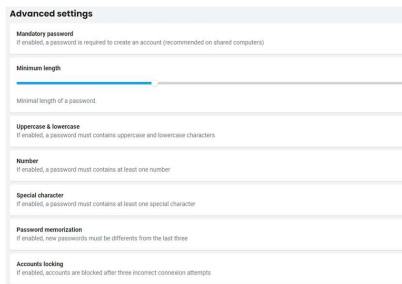 Advanced settings
Mandatory password
If enabled, a password is required to create an account (recommended on shared computers)
Minimum length
Minimal length of a password.
Uppercase & lowercase
If enabled, a password must contains uppercase and lowercase characters
Number
If enabled, a password must contains at least one number
Special character
If enabled, a password must contains at least one special character
Password memorization
If enabled, new passwords must be differents from the last three
Accounts locking
If enabled, accounts are blocked after three incorrect connexion attempts